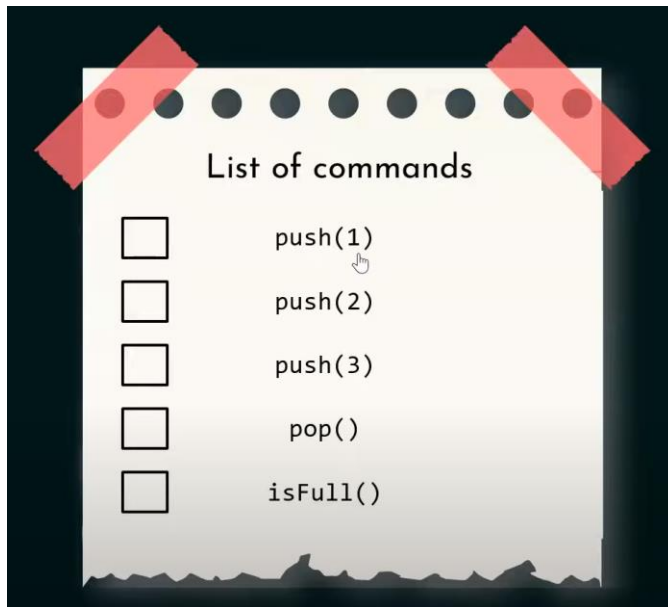 List of commands
push(1)
push(2)
push(3)
pop()
isFull()